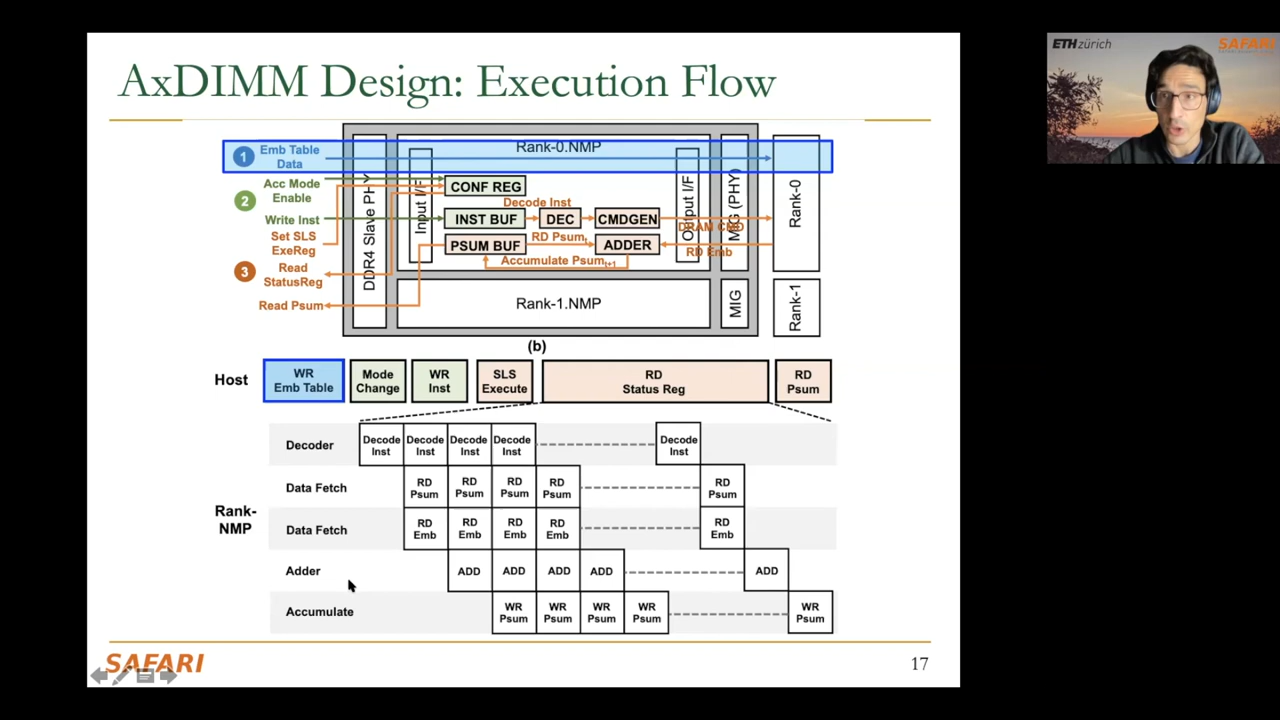 AxDIMM Design: Execution Flow
ETH zürich
SAFARI
1
Emb Table
Data
2
Acc Mode
Enable
Write Inst
Set SLS
ExeReg
3
Read
StatusReg
Read Psum
DDR4 Slave PHY
Input I/F
Rank-0.NMP
CONF REG
Decode Inst
INST BUF
DEC
CMDGEN
RD Psumt
PSUM BUF
ADDER
Accumulate Psumt+1
Output I/F
MIG (PHY)
DRAM CMD
RD Emb
Rank-0
Rank-1.NMP
MIG
Rank-1
(b)
Host
WR
Emb Table
Mode
Change
WR
Inst
SLS
Execute
RD
Status Reg
RD
Psum
Rank-
NMP
Decoder
Decode
Inst
Decode
Inst
Decode
Inst
Decode
Inst
Decode
Inst
Data Fetch
RD
Psum
RD
Psum
RD
Psum
RD
Psum
RD
Psum
Data Fetch
RD
Emb
RD
Emb
RD
Emb
RD
Emb
RD
Emb
Adder
ADD
ADD
ADD
ADD
ADD
Accumulate
WR
Psum
WR
Psum
WR
Psum
WR
Psum
WR
Psum
SAFARI
17